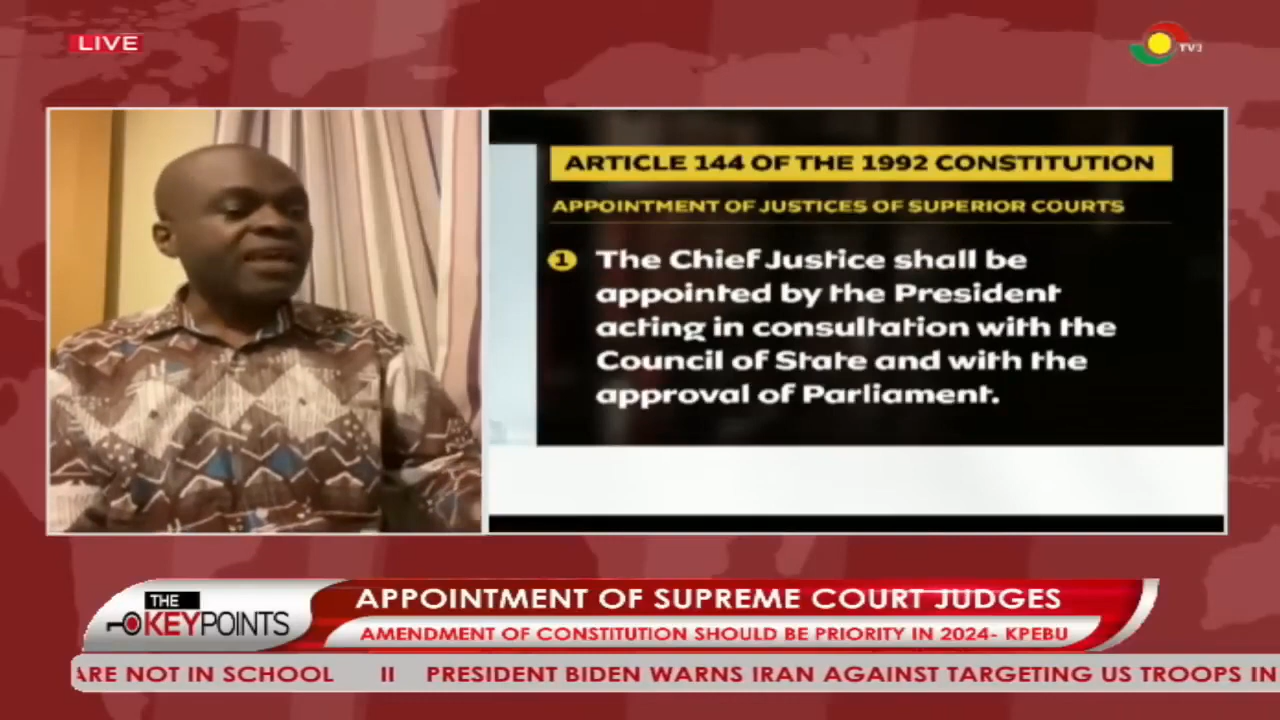 LIVE
TV3
ARTICLE 144 OF THE 1992 CONSTITUTION
APPOINTMENT OF JUSTICES OF SUPERIOR COURTS
1 The Chief Justice shall be
appointed by the President
acting in consultation with the
Council of State and with the
approval of Parliament.
THE
KEYPOINTS
APPOINTMENT OF SUPREME COURT JUDGES
AMENDMENT OF CONSTITUTION SHOULD BE PRIORITY IN 2024- KPEBU
ARE NOT IN SCHOOL II PRESIDENT BIDEN WARNS IRAN AGAINST TARGETING US TROOPS IN